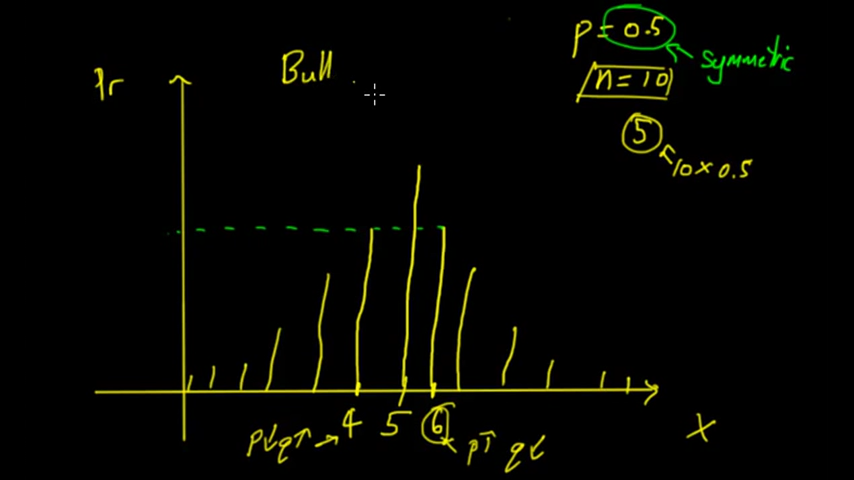 p = 0.5
symmetric
Bull
Pr
n = 10
5
10 x 0.5
4 5 6
p↓q↑ →
p↑ q↓
x